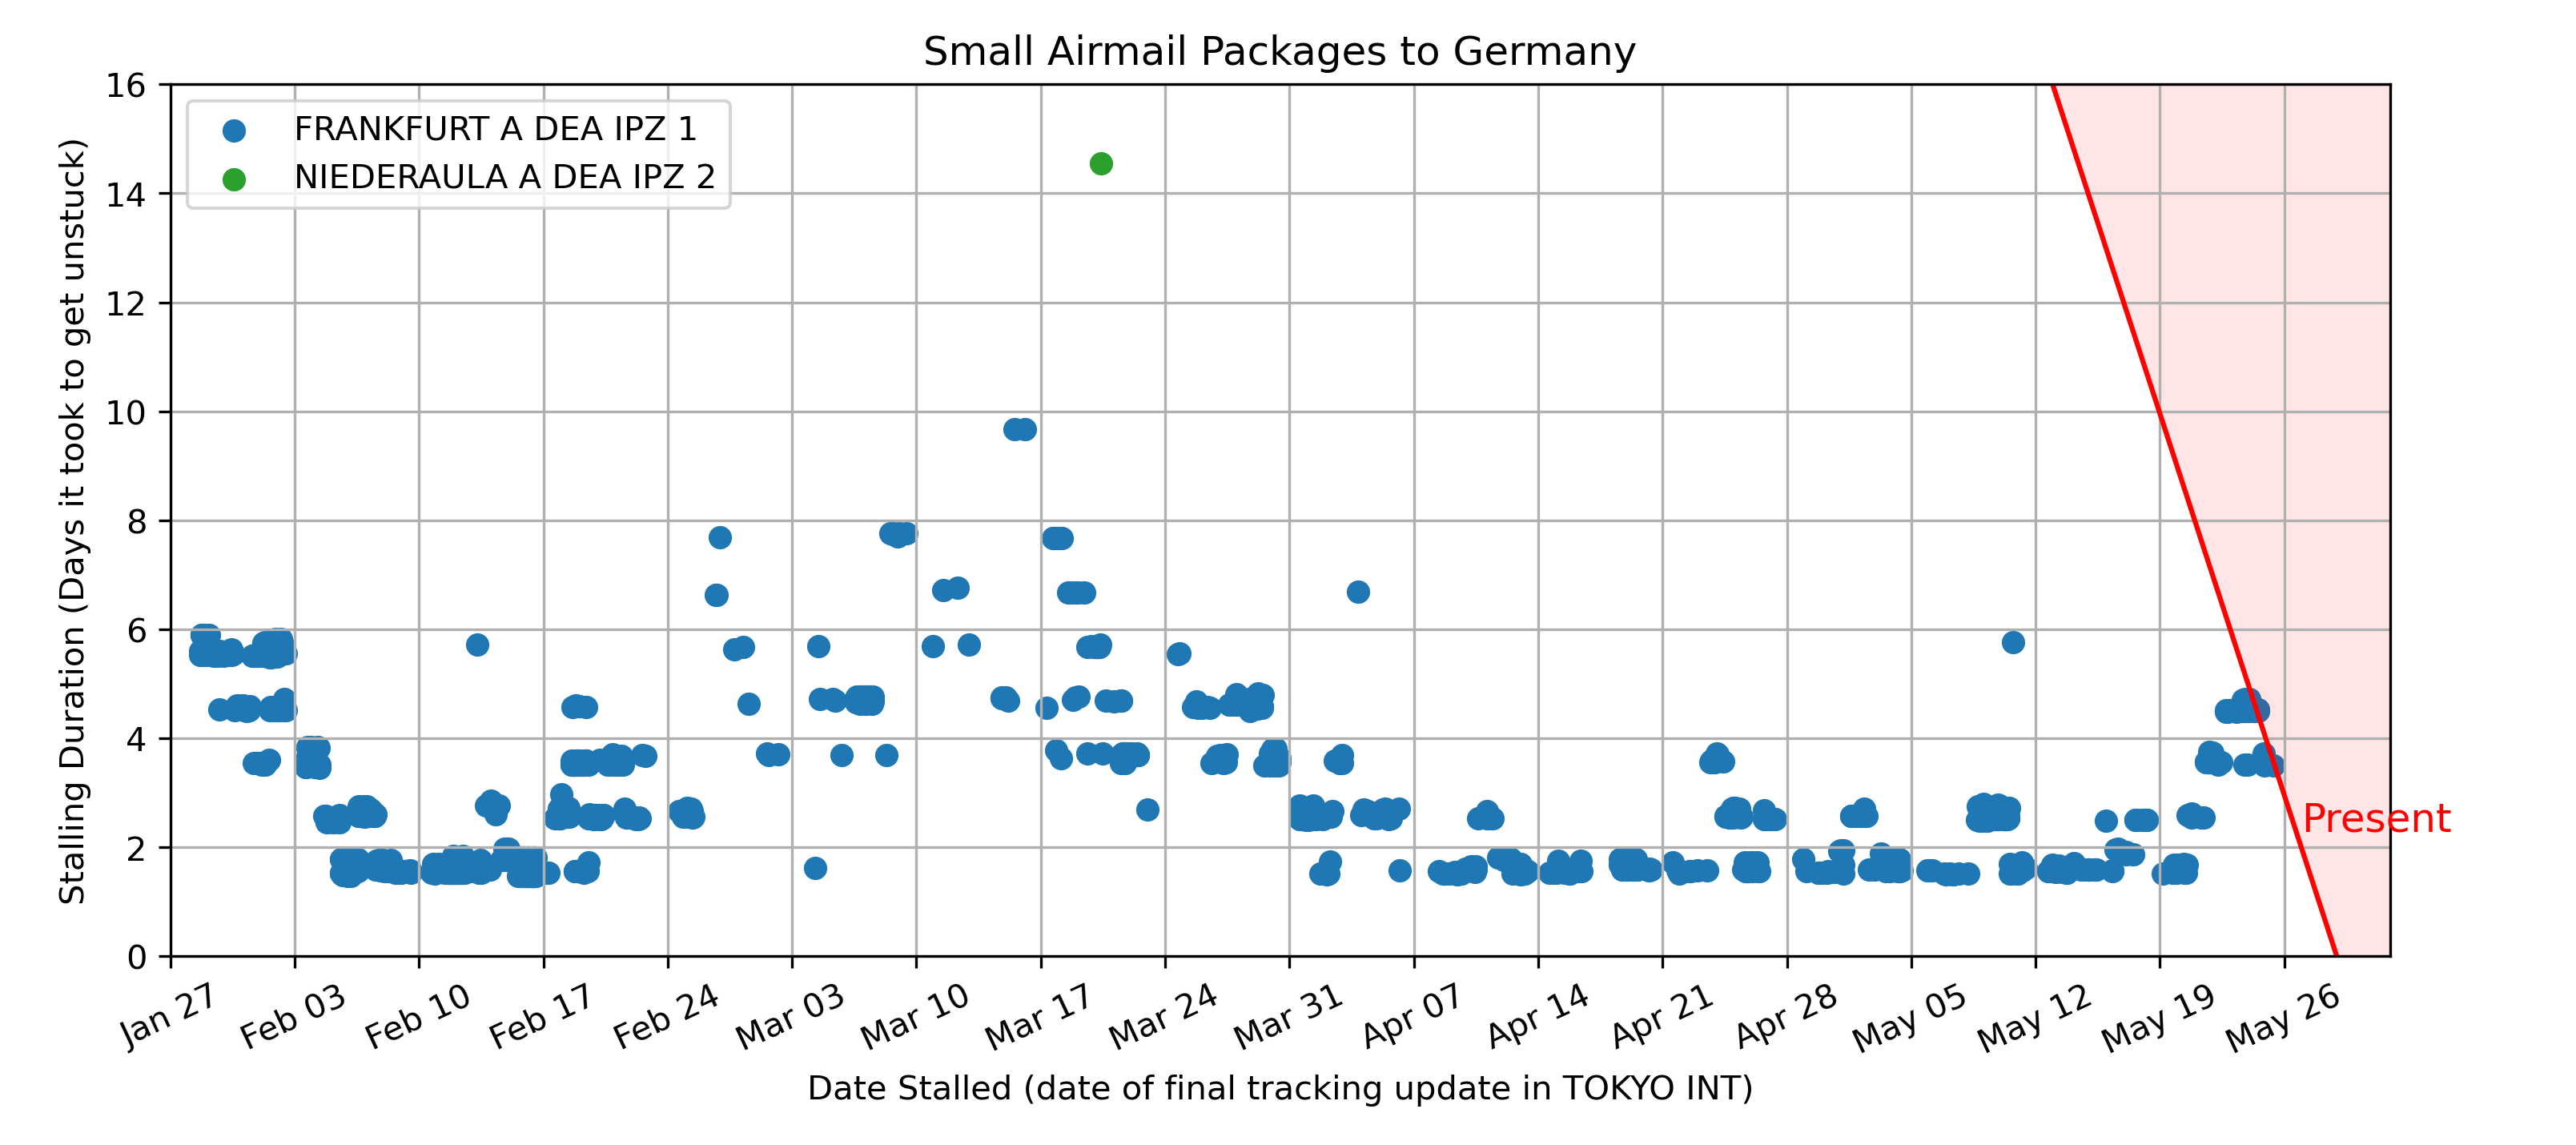 Small Airmail Packages to Germany
FRANKFURT A DEA IPZ 1
NIEDERAULA A DEA IPZ 2
Stalling Duration (Days it took to get unstuck)
16
14
12
10
8
6
4
2
0
Present
Jan 27
Feb 03
Feb 10
Feb 17
Feb 24
Mar 03
Mar 10
Mar 17
Mar 24
Mar 31
Apr 07
Apr 14
Apr 21
Apr 28
May 05
May 12
May 19
May 26
Date Stalled (date of final tracking update in TOKYO INT)